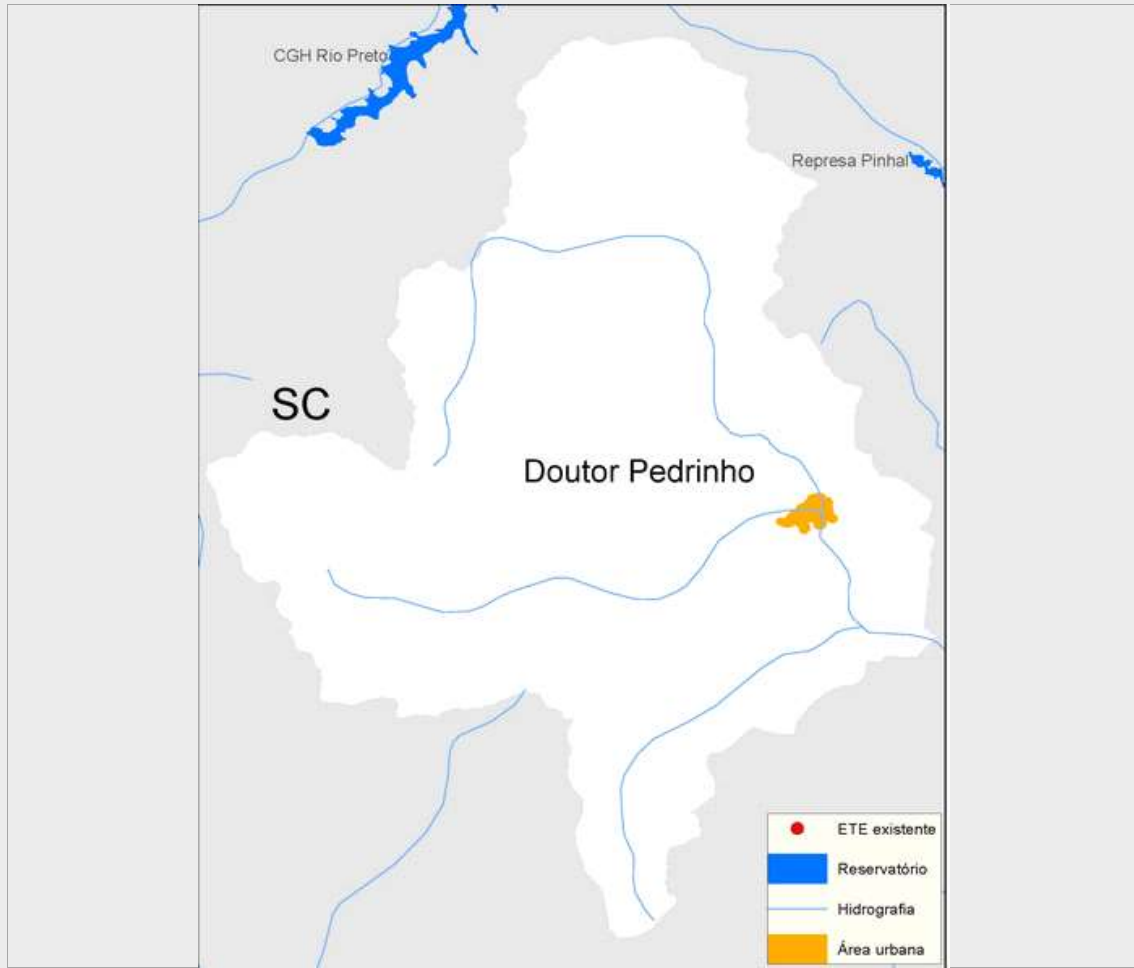 CGH Rio Preto
Represa Pinhal
SC
Doutor Pedrinho
ETE existente
Reservatório
Hidrografia
Área urbana